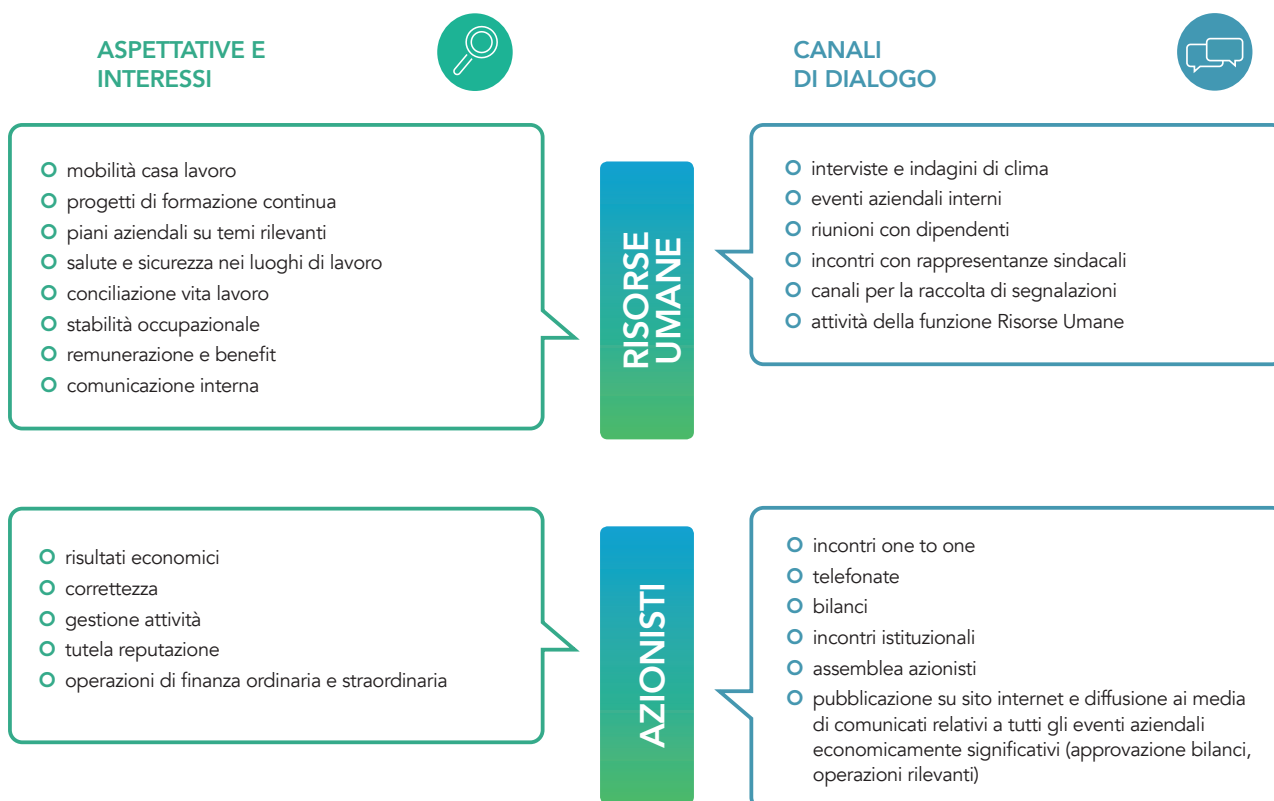 ASPETTATIVE E
INTERESSI
CANALI
DI DIALOGO
mobilità casa lavoro
progetti di formazione continua
piani aziendali su temi rilevanti
salute e sicurezza nei luoghi di lavoro
conciliazione vita lavoro
stabilità occupazionale
remunerazione e benefit
comunicazione interna
RISORSE
UMANE
interviste e indagini di clima
eventi aziendali interni
riunioni con dipendenti
incontri con rappresentanze sindacali
canali per la raccolta di segnalazioni
attività della funzione Risorse Umane
risultati economici
correttezza
gestione attività
tutela reputazione
operazioni di finanza ordinaria e straordinaria
AZIONISTI
incontri one to one
telefonate
bilanci
incontri istituzionali
assemblea azionisti
pubblicazione su sito internet e diffusione ai media
di comunicati relativi a tutti gli eventi aziendali
economicamente significativi (approvazione bilanci,
operazioni rilevanti)